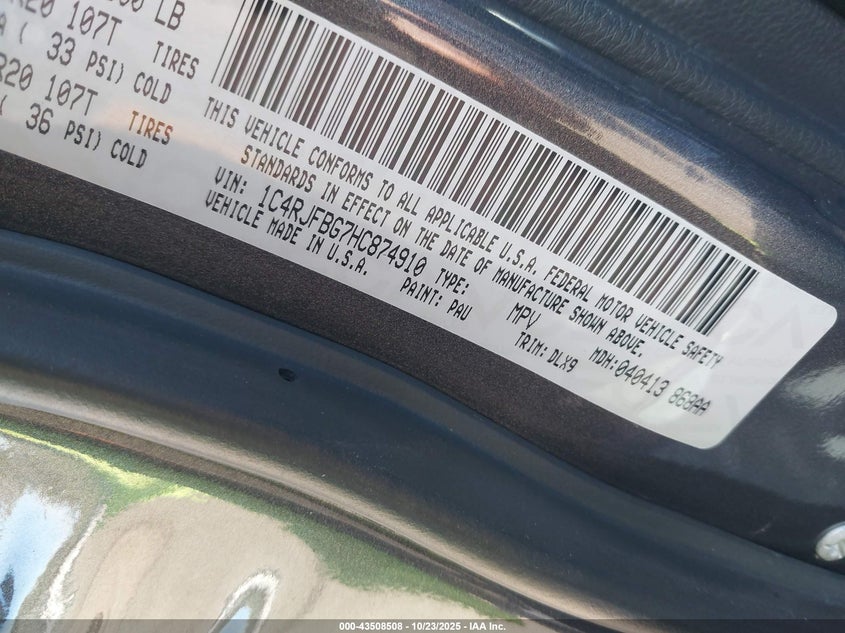 LB
R20 107T TIRES
( 33 PSI) COLD
R20 107T TIRES
( 36 PSI) COLD
THIS VEHICLE CONFORMS TO ALL APPLICABLE U.S.A. FEDERAL MOTOR VEHICLE SAFETY
STANDARDS IN EFFECT ON THE DATE OF MANUFACTURE SHOWN ABOVE.
VIN: 1C4RJFBG7HC874910 TYPE: MPV MDH:040413 868AA
VEHICLE MADE IN U.S.A. PAINT: PAU TRIM: DLX9
000-43508508 - 10/23/2025 - IAA Inc.